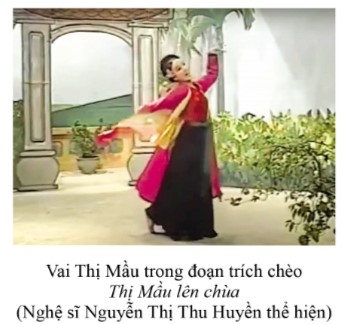 Vai Thị Mầu trong đoạn trích chèo
Thị Mầu lên chùa
(Nghệ sĩ Nguyễn Thị Thu Huyền thể hiện)